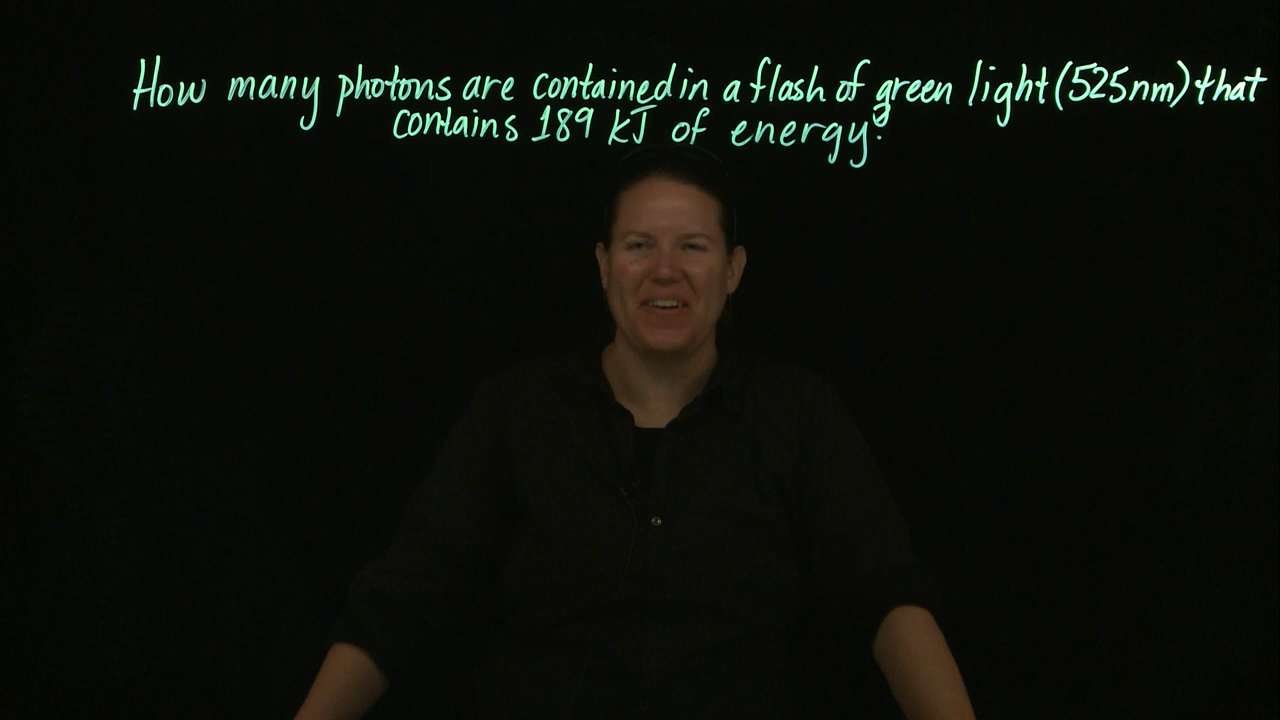 How many photons are contained in a flash of green light (525nm) that
contains 189 kJ of energy?